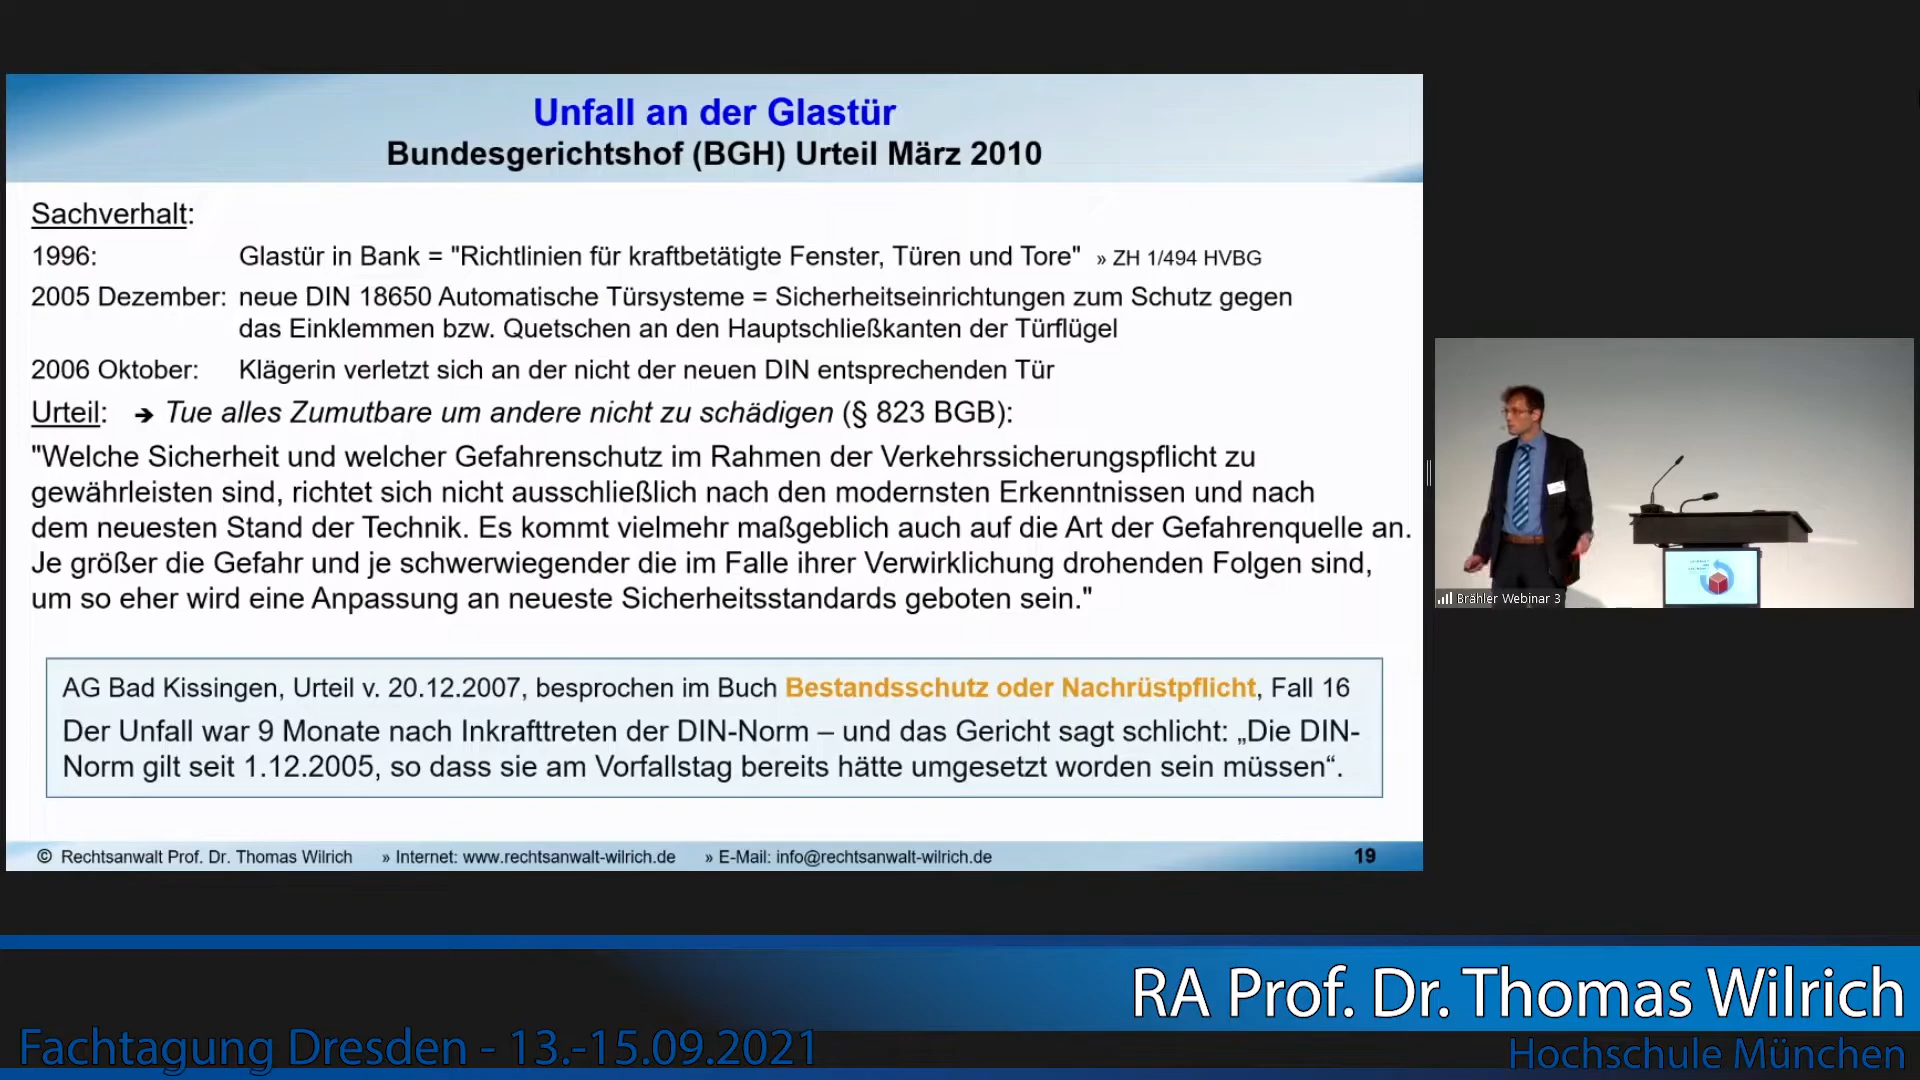 Unfall an der Glastür
Bundesgerichtshof (BGH) Urteil März 2010
Sachverhalt:
1996: Glastür in Bank = "Richtlinien für kraftbetätigte Fenster, Türen und Tore" » ZH 1/494 HVBG
2005 Dezember: neue DIN 18650 Automatische Türsysteme = Sicherheitseinrichtungen zum Schutz gegen
das Einklemmen bzw. Quetschen an den Hauptschließkanten der Türflügel
2006 Oktober: Klägerin verletzt sich an der nicht der neuen DIN entsprechenden Tür
Urteil: ➔ Tue alles Zumutbare um andere nicht zu schädigen (§ 823 BGB):
"Welche Sicherheit und welcher Gefahrenschutz im Rahmen der Verkehrssicherungspflicht zu
gewährleisten sind, richtet sich nicht ausschließlich nach den modernsten Erkenntnissen und nach
dem neuesten Stand der Technik. Es kommt vielmehr maßgeblich auch auf die Art der Gefahrenquelle an.
Je größer die Gefahr und je schwerwiegender die im Falle ihrer Verwirklichung drohenden Folgen sind,
um so eher wird eine Anpassung an neueste Sicherheitsstandards geboten sein."
AG Bad Kissingen, Urteil v. 20.12.2007, besprochen im Buch Bestandsschutz oder Nachrüstpflicht, Fall 16
Der Unfall war 9 Monate nach Inkrafttreten der DIN-Norm – und das Gericht sagt schlicht: „Die DIN-
Norm gilt seit 1.12.2005, so dass sie am Vorfallstag bereits hätte umgesetzt worden sein müssen“.
© Rechtsanwalt Prof. Dr. Thomas Wilrich » Internet: www.rechtsanwalt-wilrich.de » E-Mail: info@rechtsanwalt-wilrich.de 19
Brähler Webinar 3
RA Prof. Dr. Thomas Wilrich
Fachtagung Dresden - 13.-15.09.2021
Hochschule München